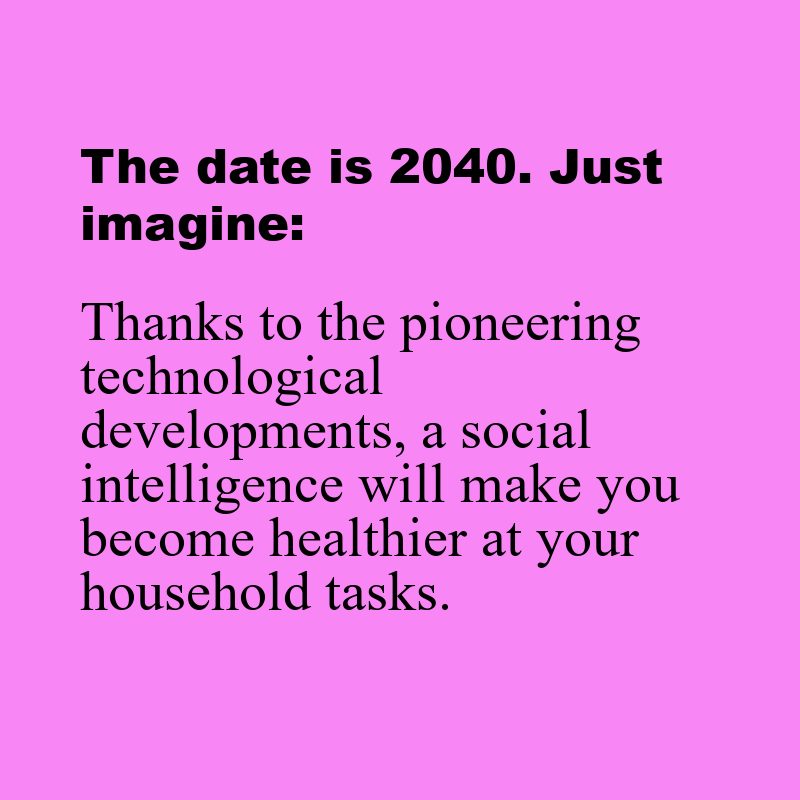 The date is 2040. Just
imagine:
Thanks to the pioneering
technological
developments, a social
intelligence will make you
become healthier at your
household tasks.